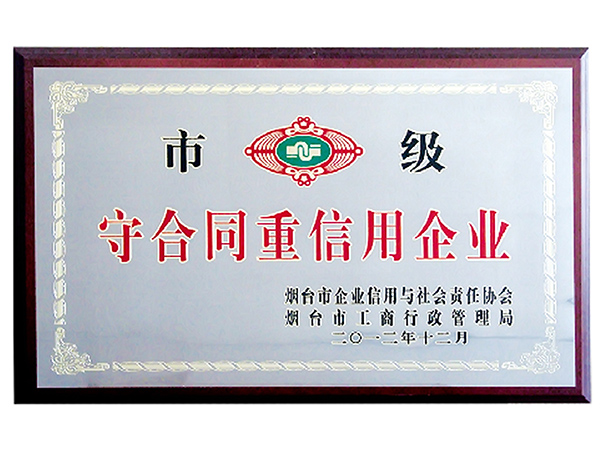 市 级
守合同重信用企业
烟台市企业信用与社会责任协会
烟台市工商行政管理局
二〇一二年十二月